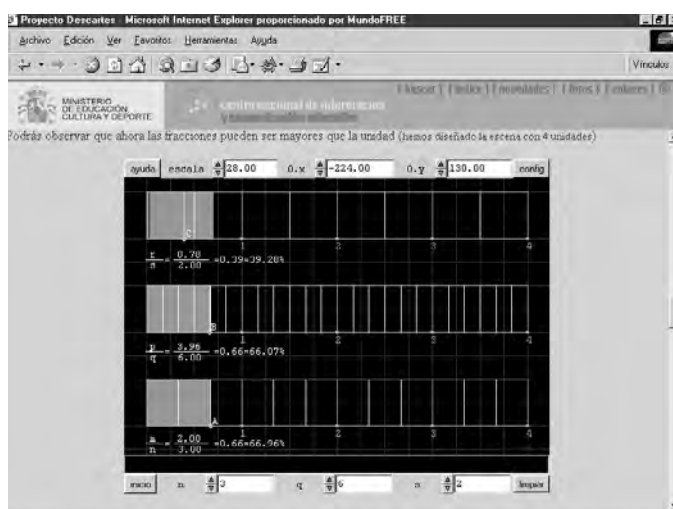 Proyecto Descartes - Microsoft Internet Explorer proporcionado por MundoFREE
Archivo Edición Ver Favoritos Herramientas Ayuda
Vínculos
MINISTERIO
DE EDUCACIÓN
CULTURA Y DEPORTE
Podrás observar que ahora las fracciones pueden ser mayores que la unidad (hemos diseñado la escena con 4 unidades)
ayuda escala 28.00 O.x -224.00 O.y 130.00 config
C
1 2 3 4
r/s = 0.78/2.00 =0.39=39.28%
B
1 2 3 4
p/q = 3.96/6.00 =0.66=66.07%
A
1 2 3 4
m/n = 2.00/3.00 =0.66=66.96%
inicio n 3 q 6 s 2 limpiar